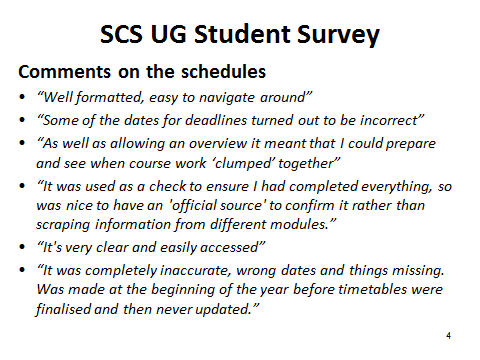 SCS UG Student Survey
Comments on the schedules
• “Well formatted, easy to navigate around”
• “Some of the dates for deadlines turned out to be incorrect”
• “As well as allowing an overview it meant that I could prepare
and see when course work ‘clumped’ together”
• “It was used as a check to ensure I had completed everything, so
was nice to have an 'official source' to confirm it rather than
scraping information from different modules.”
• “It's very clear and easily accessed”
• “It was completely inaccurate, wrong dates and things missing.
Was made at the beginning of the year before timetables were
finalised and then never updated.”
4